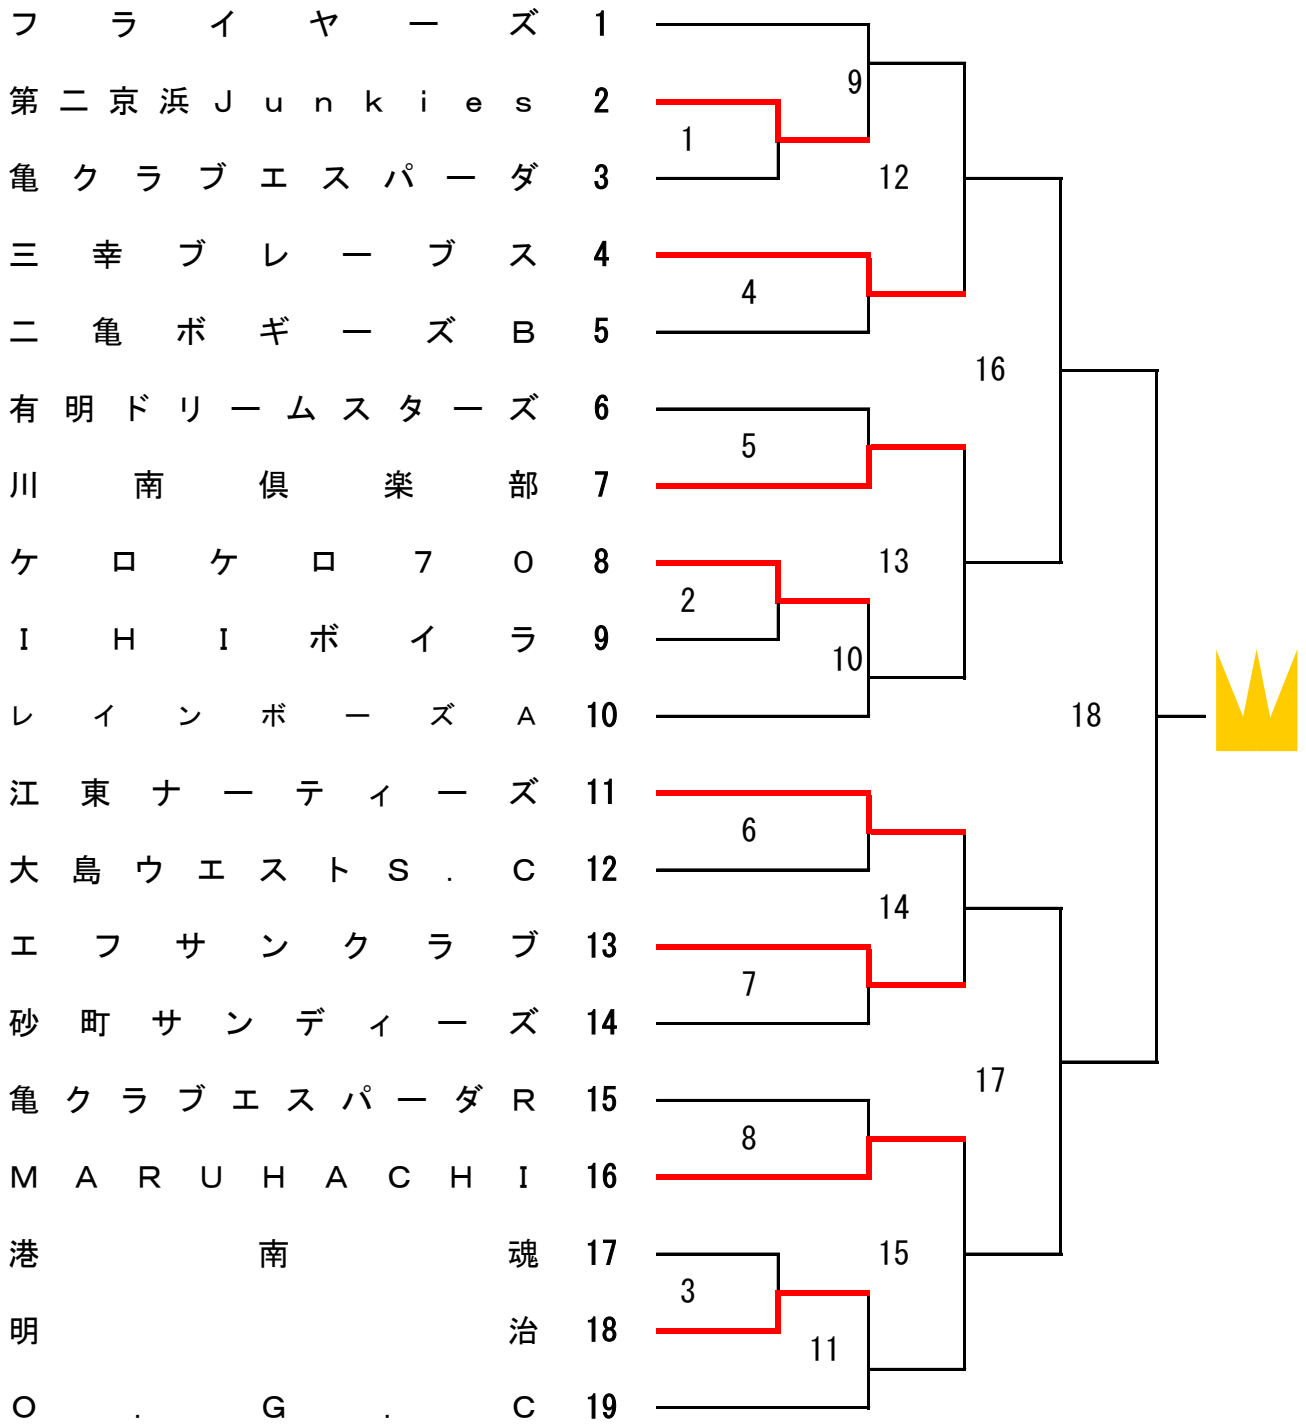 フライヤーズ 1
9
第二京浜Junkies 2
1
亀クラブエスパーダ 3
12
三幸ブレーブス 4
4
二亀ボギーズB 5
16
有明ドリームスターズ 6
5
川南倶楽部 7
ケロケロ70 8
13
2
IHIボイラ 9
10
レインボーズA 10
18
江東ナーティーズ 11
6
大島ウエストS.C 12
14
エフサンクラブ 13
7
砂町サンディーズ 14
17
亀クラブエスパーダR 15
8
MARUHACHI 16
港南魂 17
15
3
明治 18
11
O.G.C 19